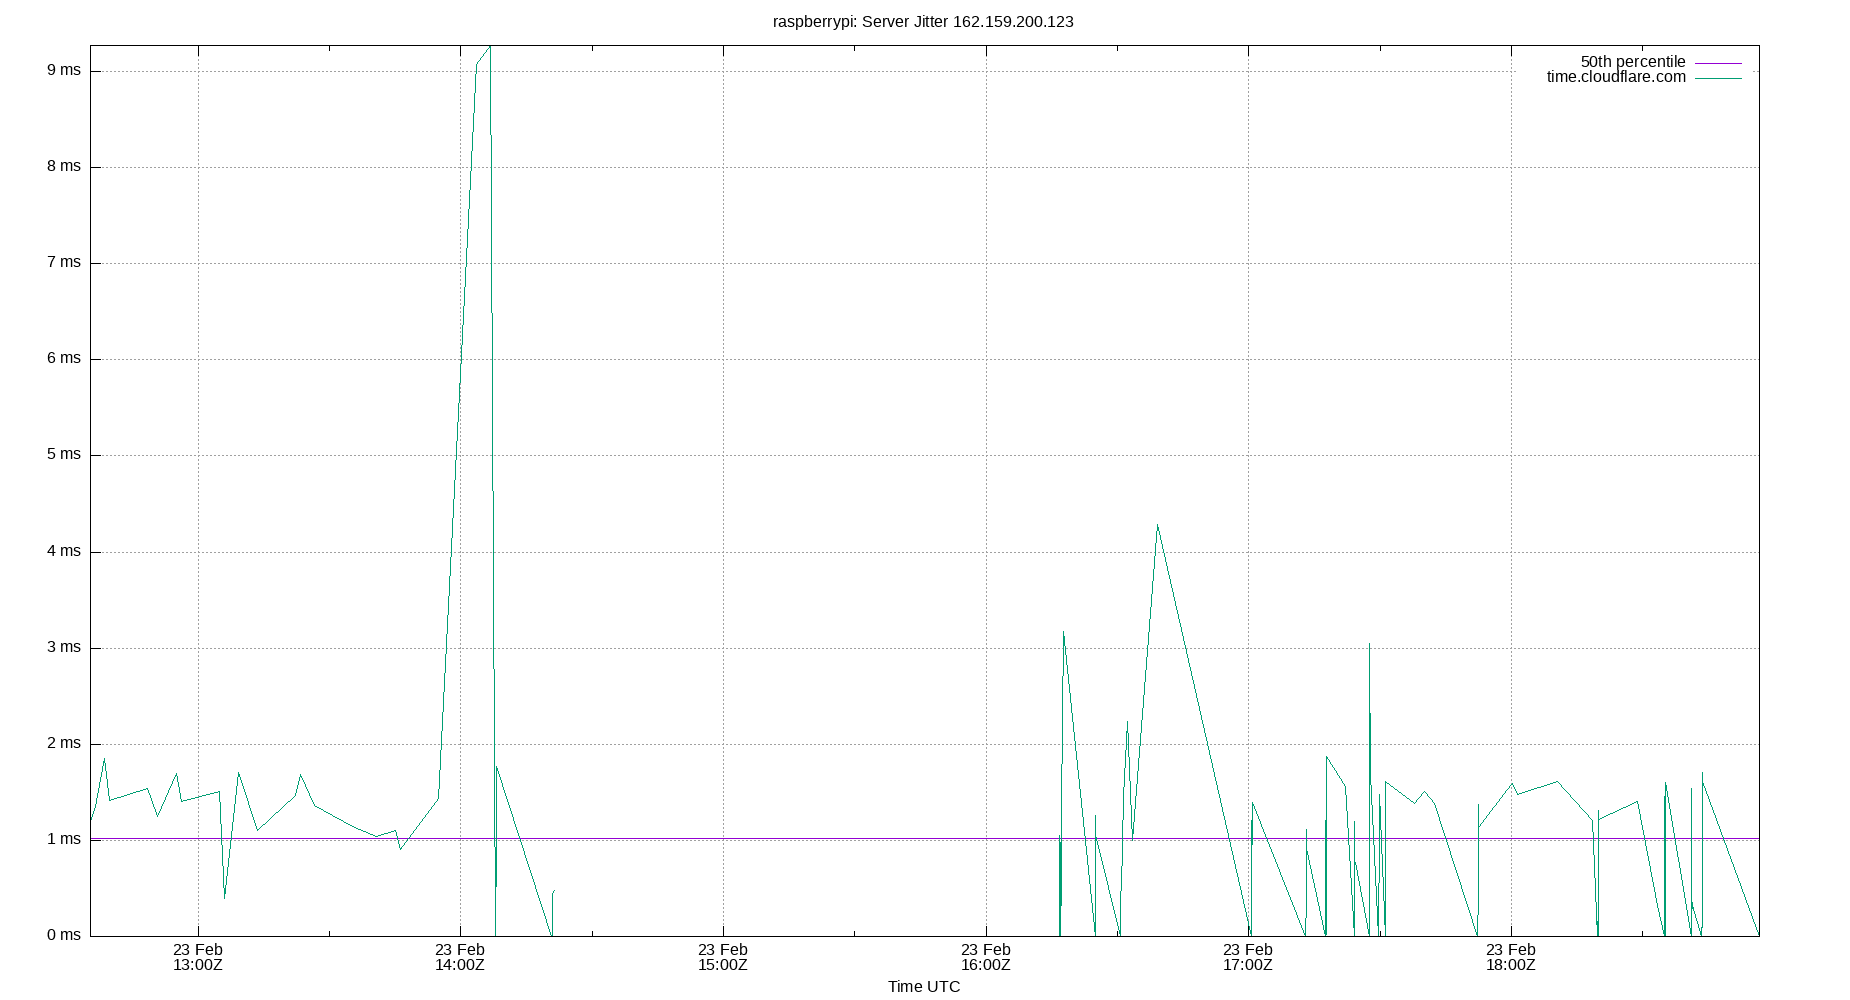 raspberrypi: Server Jitter 162.159.200.123
50th percentile
time.cloudflare.com
9 ms
8 ms
7 ms
6 ms
5 ms
4 ms
3 ms
2 ms
1 ms
0 ms
23 Feb 23 Feb 23 Feb 23 Feb 23 Feb 23 Feb
13:00Z 14:00Z 15:00Z 16:00Z 17:00Z 18:00Z
Time UTC